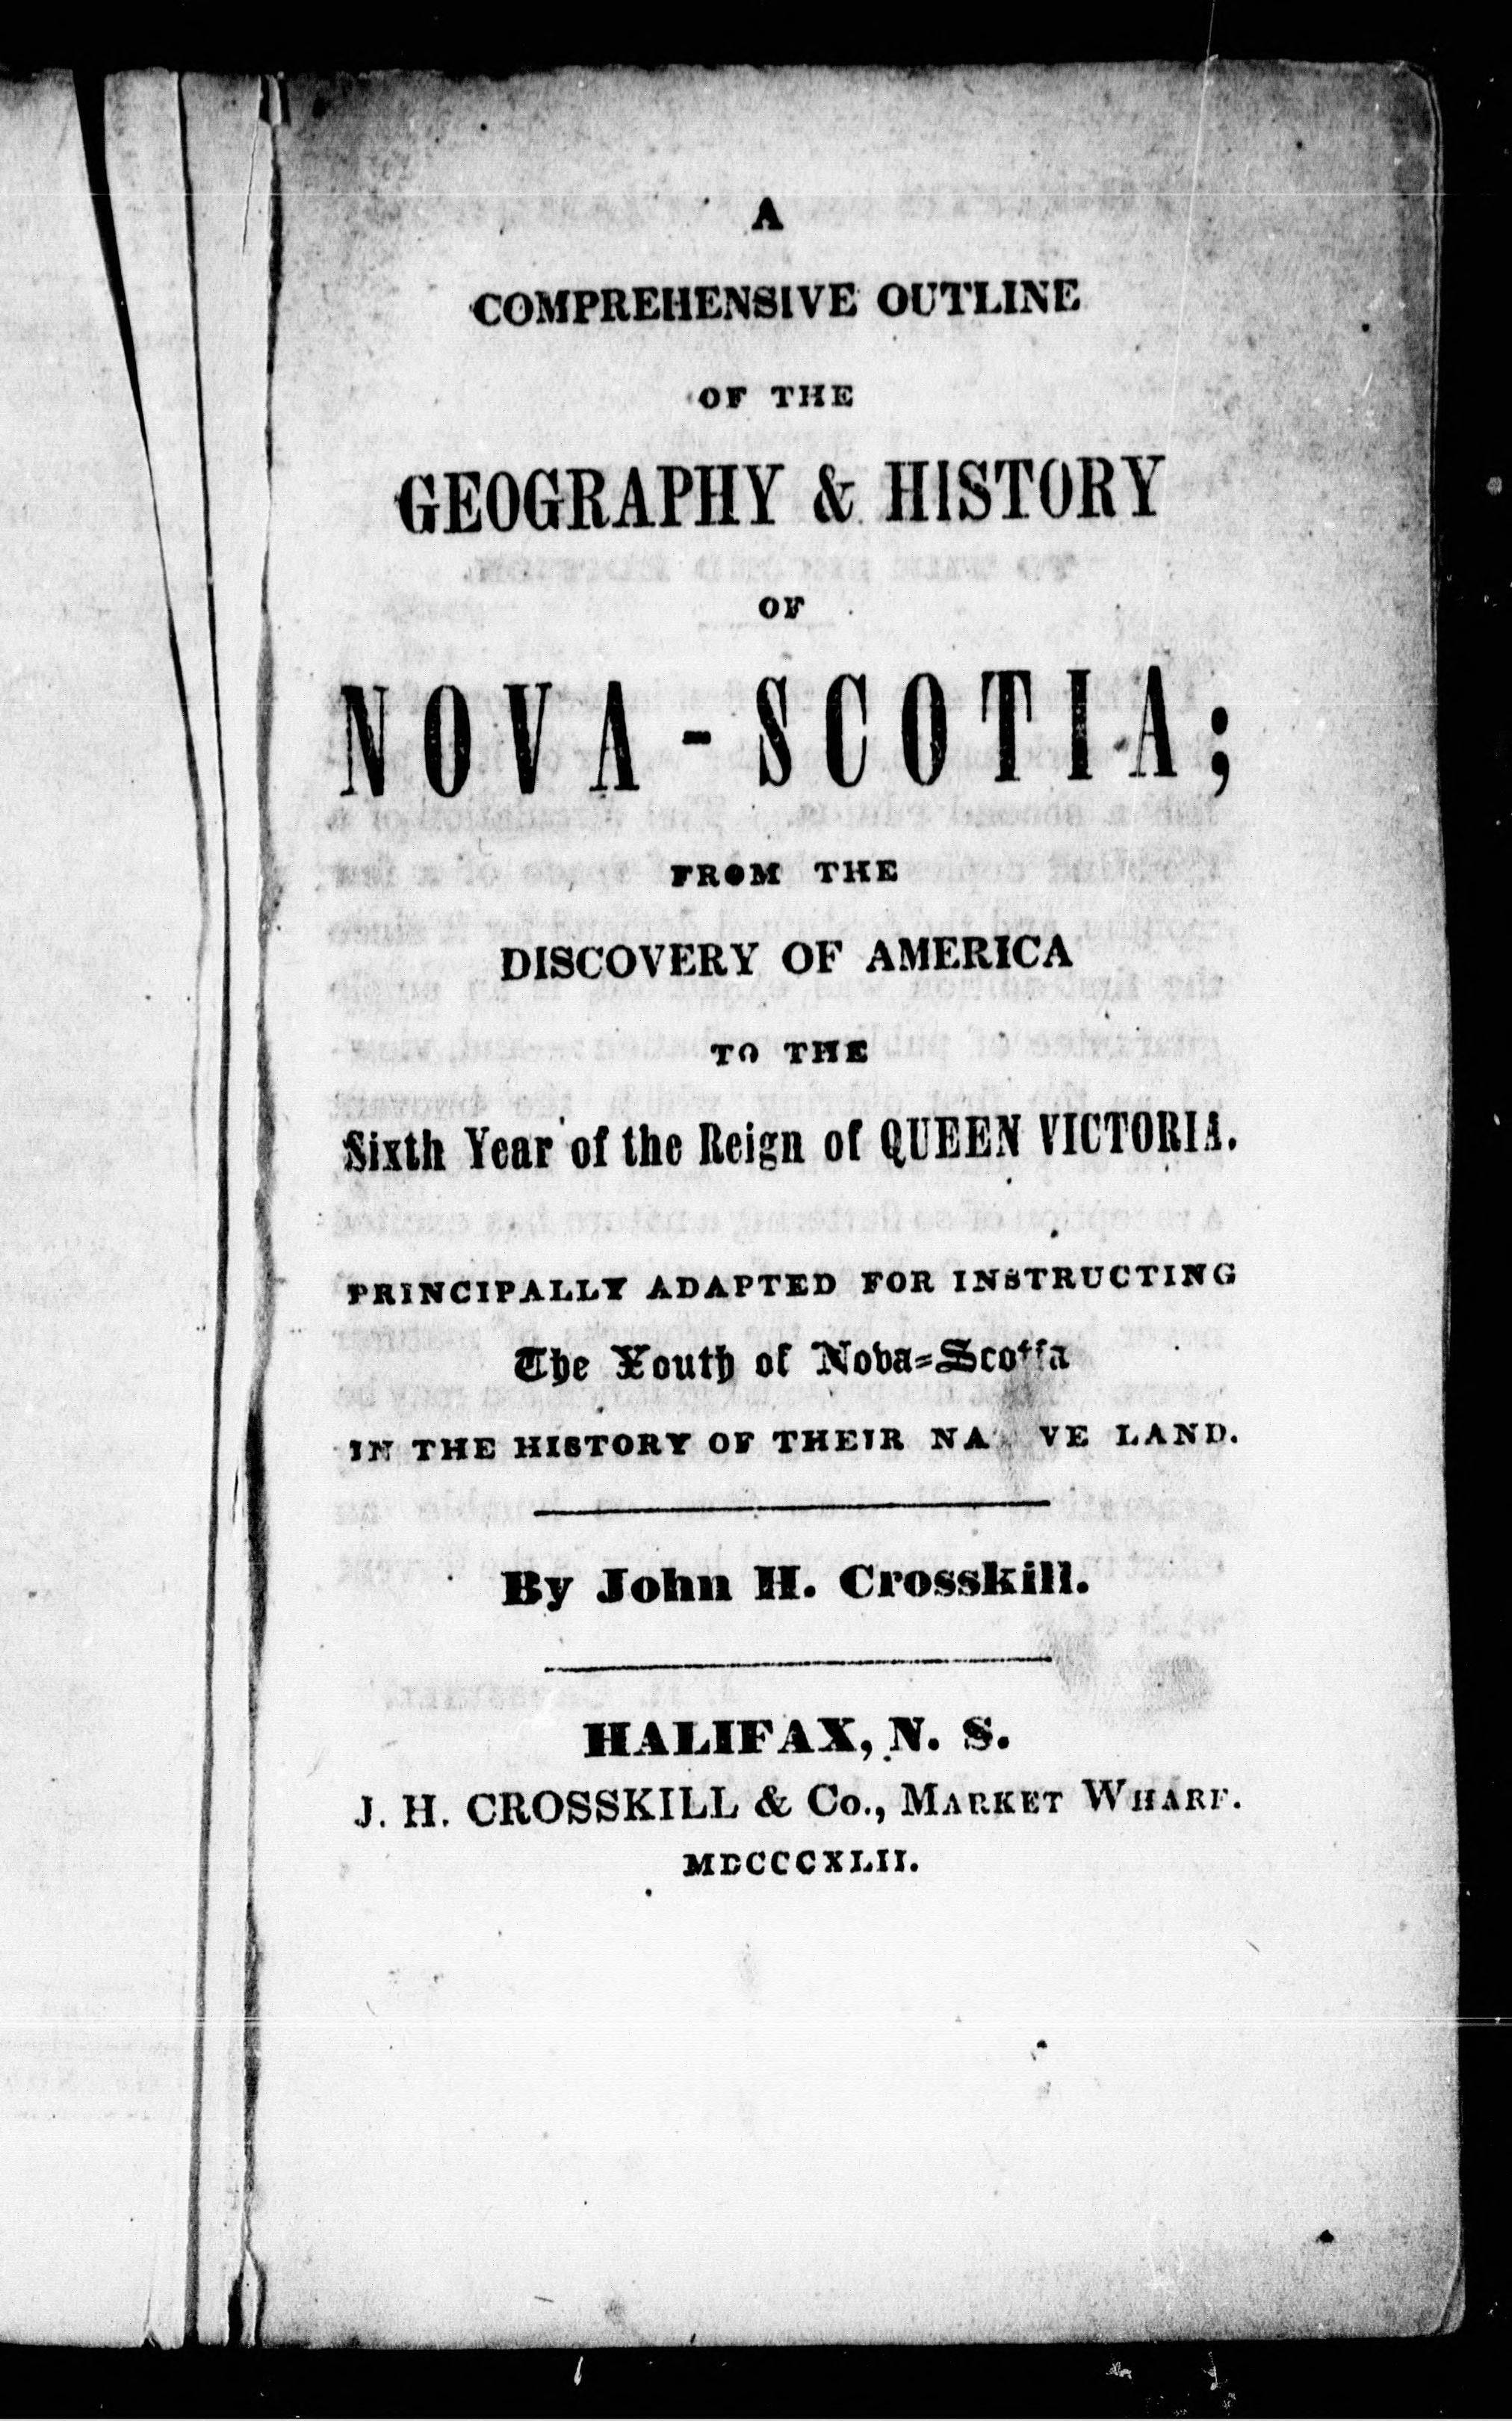 A
COMPREHENSIVE OUTLINE
OF THE
GEOGRAPHY & HISTORY
OF
NOVA-SCOTIA;
FROM THE
DISCOVERY OF AMERICA
TO THE
Sixth Year of the Reign of QUEEN VICTORIA.
PRINCIPALLY ADAPTED FOR INSTRUCTING
The Youth of Nova-Scotia
IN THE HISTORY OF THEIR NA VE LAND.
By John H. Crosskill.
HALIFAX, N. S.
J. H. CROSSKILL & Co., MARKET WHARF.
MDCCCXLII.